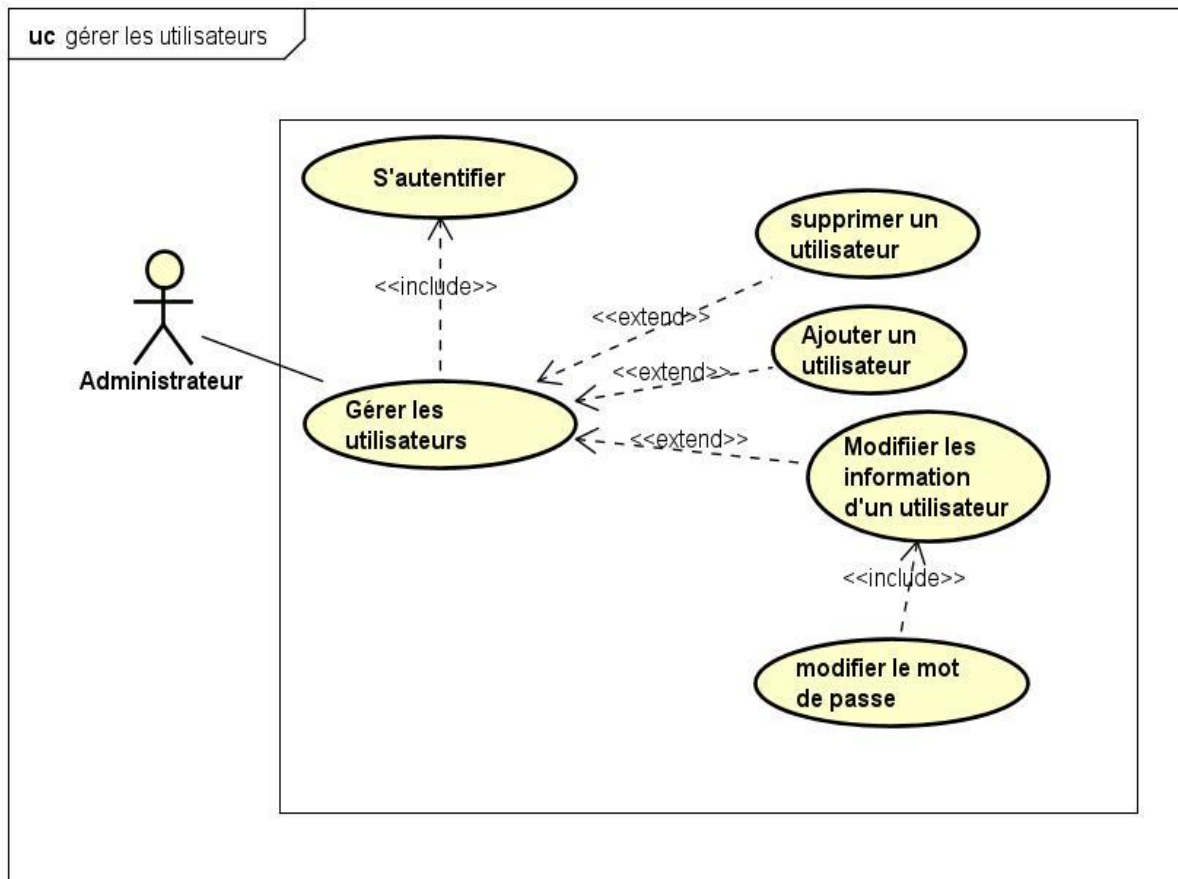 uc gérer les utilisateurs
S'autentifier
supprimer un
utilisateur
<<include>>
<<extend>>
Ajouter un
utilisateur
<<extend>>
Administrateur
Gérer les
utilisateurs
<<extend>>
Modifiier les
information
d'un utilisateur
<<include>>
modifier le mot
de passe